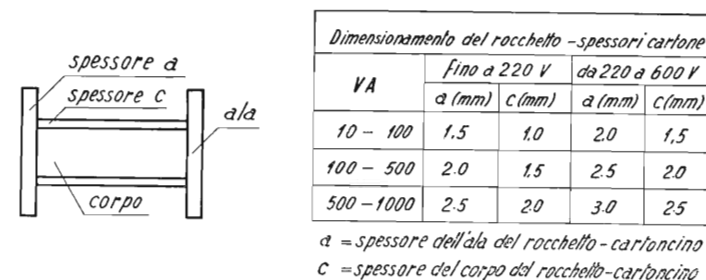 spessore a
spessore c
ala
corpo
Dimensionamento del rocchetto - spessori cartone
VA
fino a 220 V
da 220 a 600 V
a (mm)
C (mm)
a (mm)
C (mm)
10 - 100 1.5 1.0 2.0 1,5
100 - 500 2.0 1.5 2.5 2.0
500 - 1000 2.5 2.0 3.0 2.5
a = spessore dell'ala del rocchetto - cartoncino
C = spessore del corpo del rocchetto - cartoncino